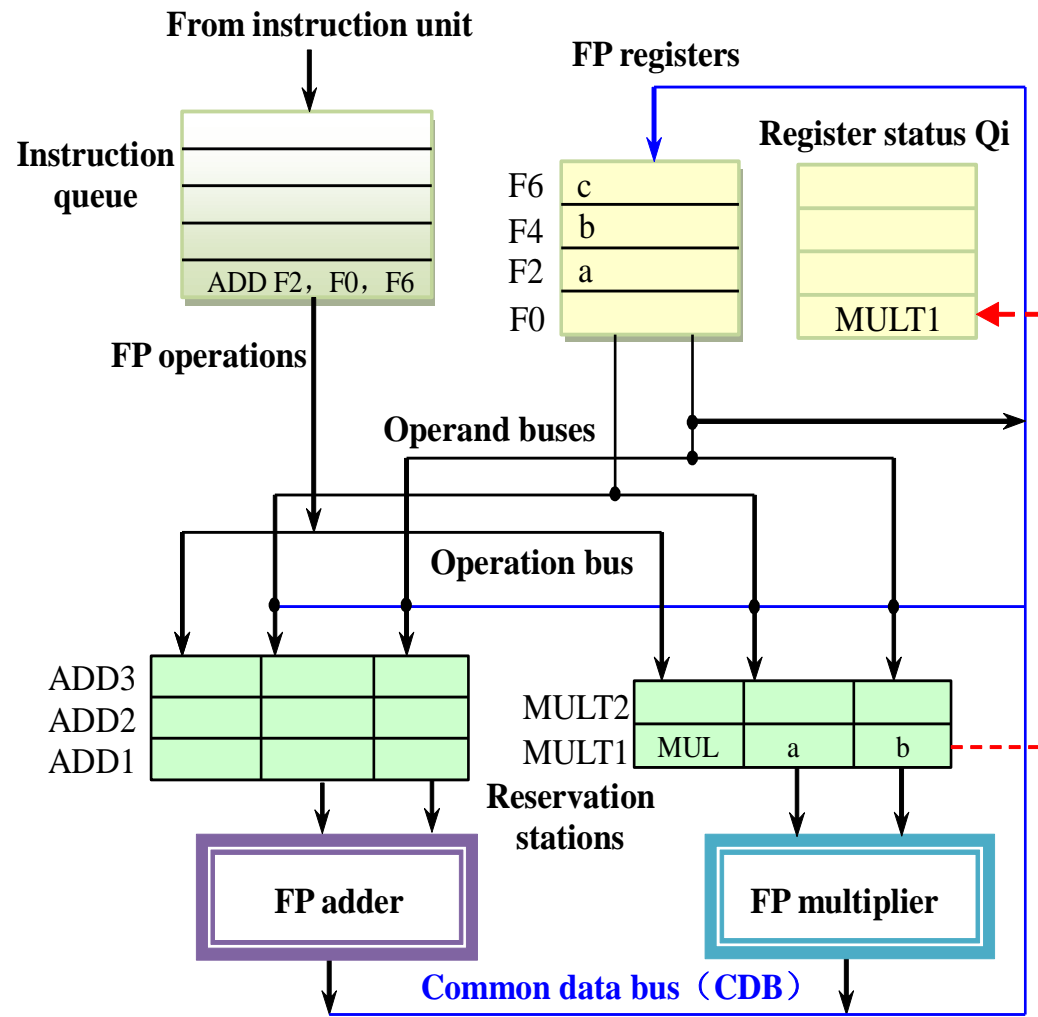 From instruction unit
FP registers
Instruction
queue
Register status Qi
F6 c
F4 b
F2 a
F0
MULT1
ADD F2，F0，F6
FP operations
Operand buses
Operation bus
ADD3
ADD2
ADD1
MULT2
MULT1 MUL a b
Reservation
stations
FP adder
FP multiplier
Common data bus（CDB）